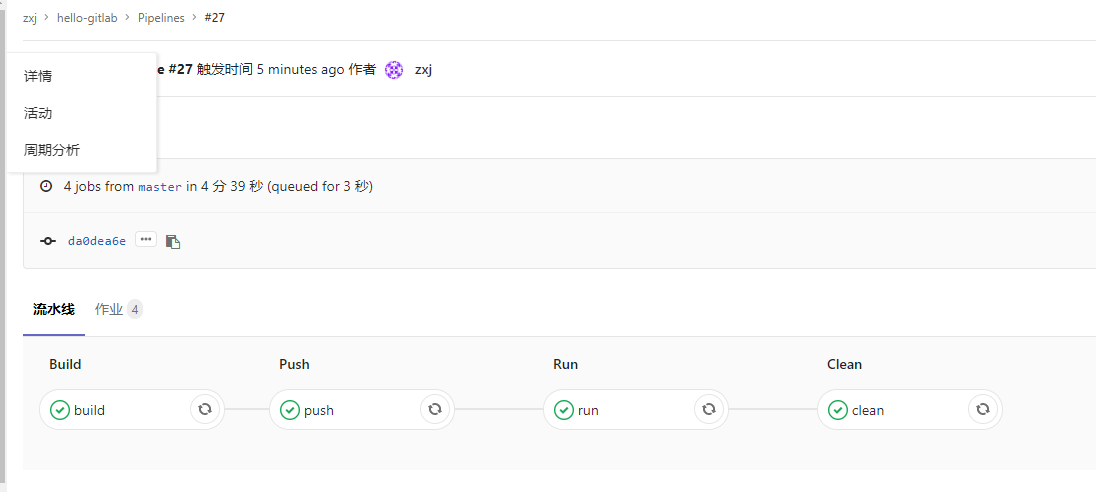 zxj > hello-gitlab > Pipelines > #27
详情
e #27 触发时间 5 minutes ago 作者 zxj
活动
周期分析
4 jobs from master in 4 分 39 秒 (queued for 3 秒)
da0dea6e ...
流水线 作业 4
Build Push Run Clean
build push run clean